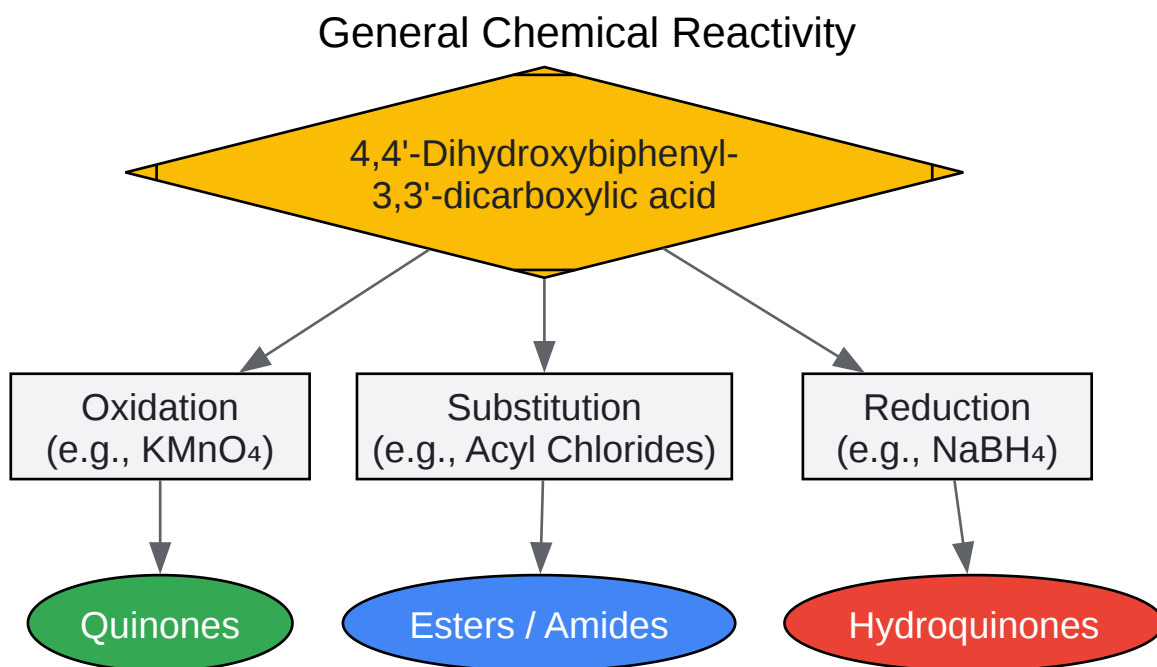 General Chemical Reactivity
4,4'-Dihydroxybiphenyl-
3,3'-dicarboxylic acid
Oxidation
(e.g., KMnO₄)
Substitution
(e.g., Acyl Chlorides)
Reduction
(e.g., NaBH₄)
Quinones
Esters / Amides
Hydroquinones